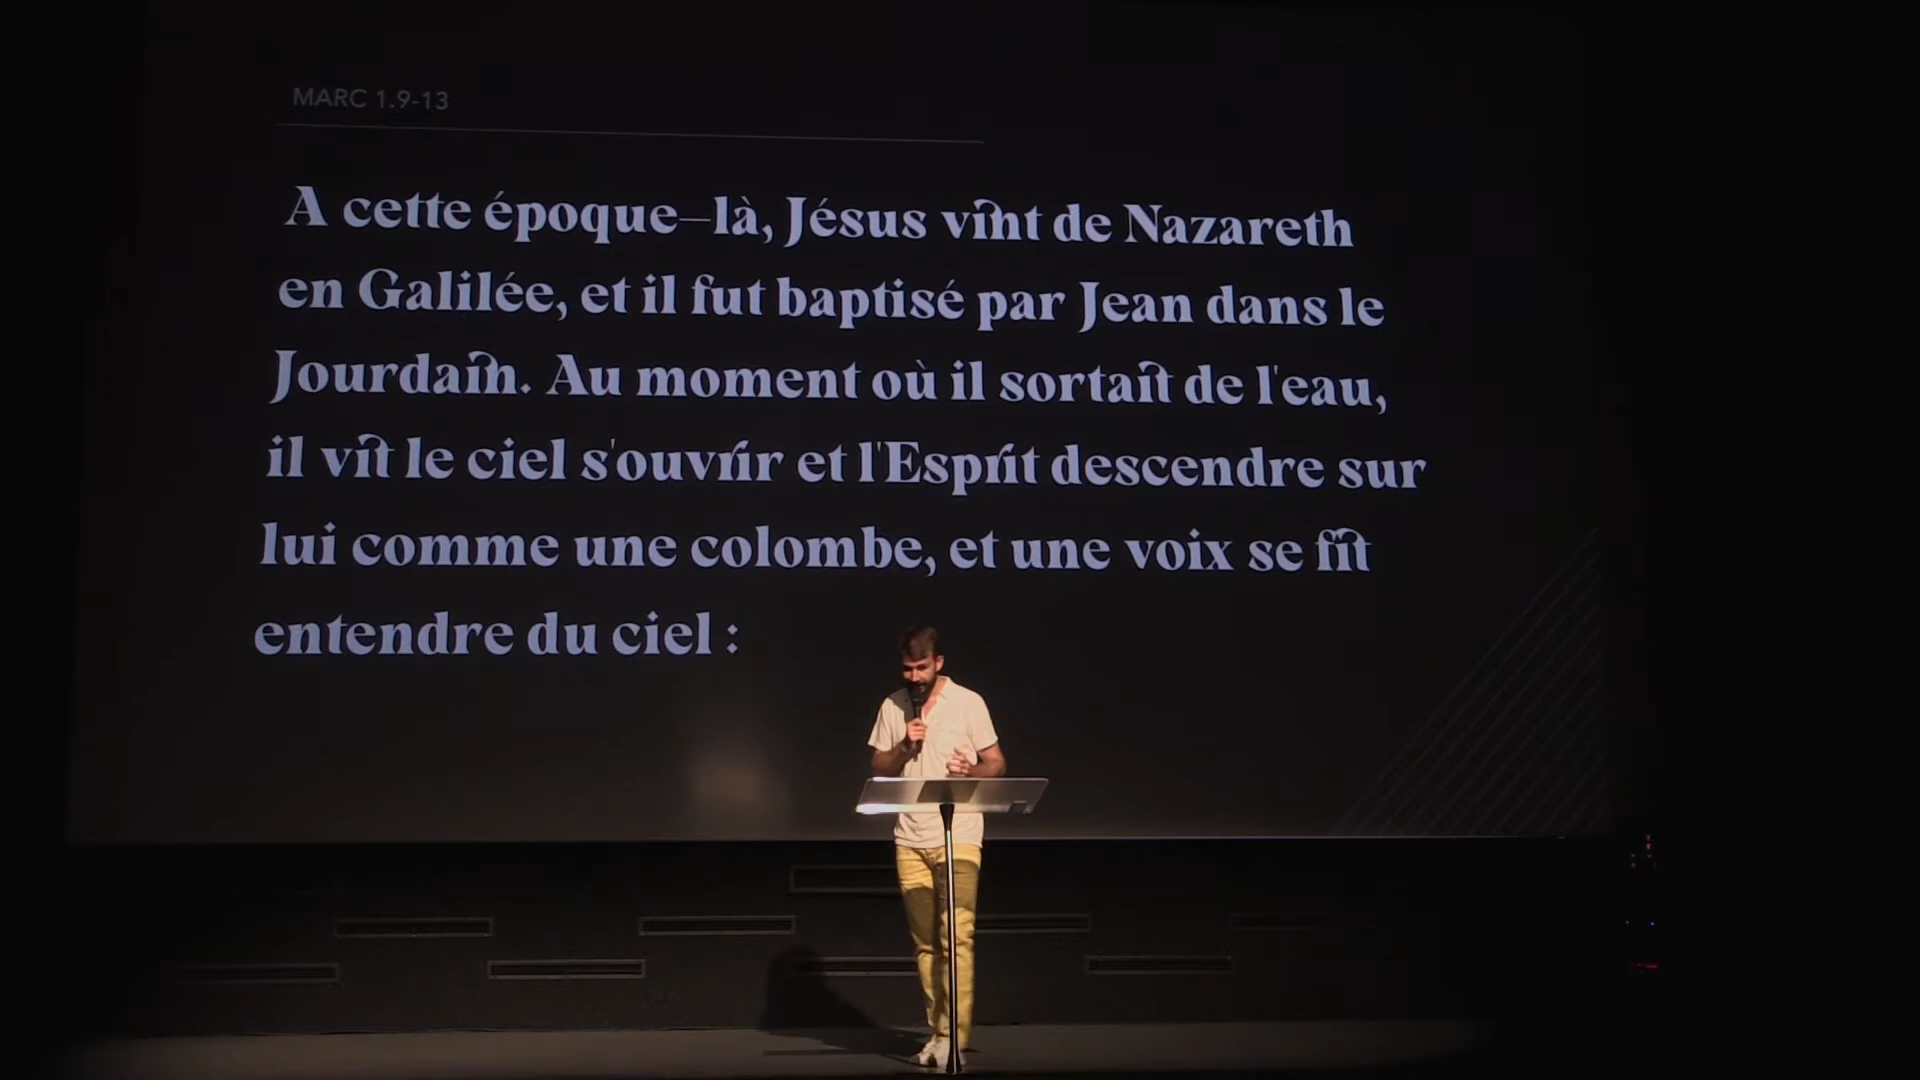 MARC 1.9-13
A cette époque-là, Jésus vint de Nazareth
en Galilée, et il fut baptisé par Jean dans le
Jourdain. Au moment où il sortait de l'eau,
il vit le ciel s'ouvrir et l'Esprit descendre sur
lui comme une colombe, et une voix se fit
entendre du ciel :